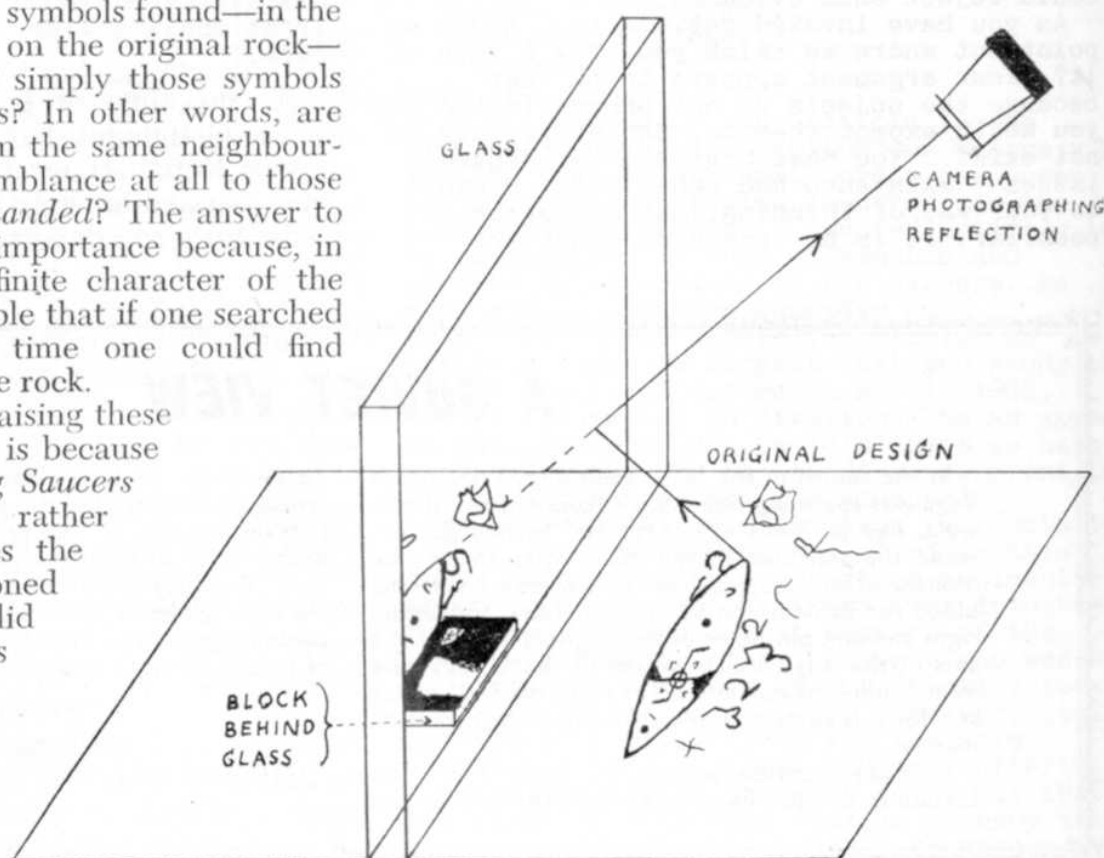 symbols found—in the
on the original rock—
simply those symbols
s? In other words, are
the same neighbour-
mblance at all to those
anded? The answer to
importance because, in
finite character of the
ble that if one searched
time one could find
e rock.
aising these
is because
Saucers
rather
s the
oned
lid
s
GLASS
CAMERA
PHOTOGRAPHING
REFLECTION
ORIGINAL DESIGN
BLOCK
BEHIND
GLASS